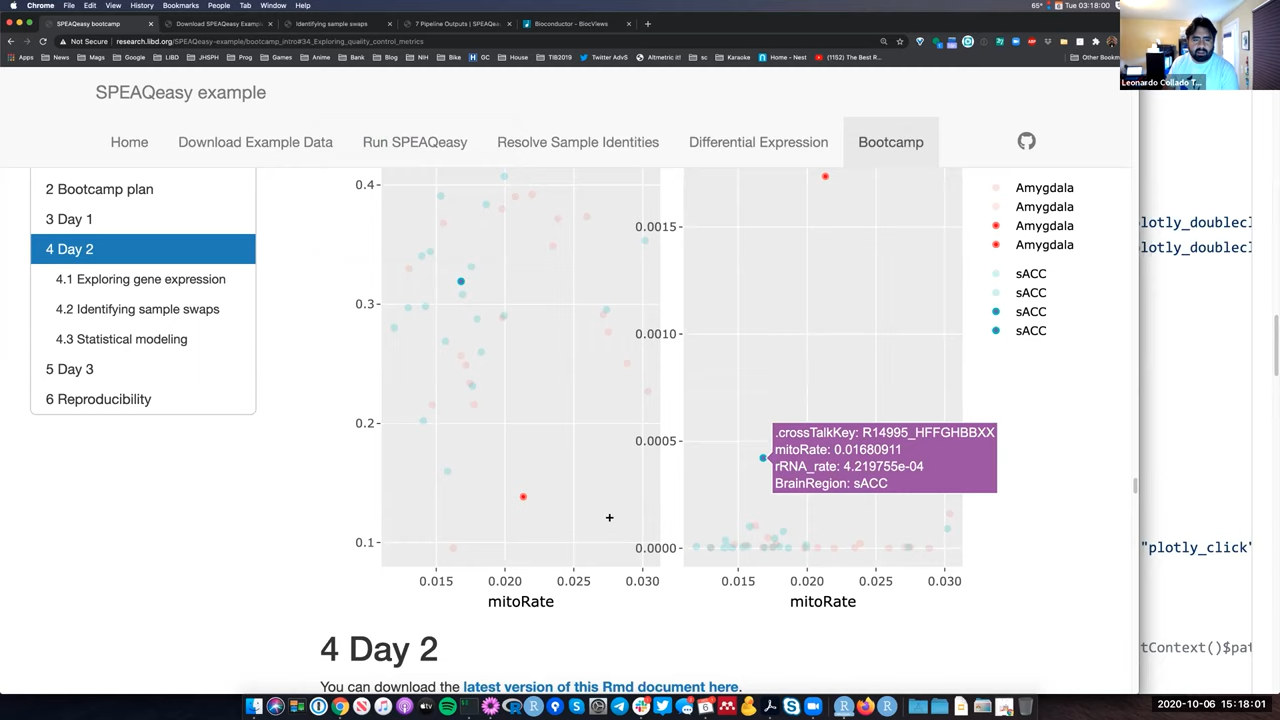 Chrome File Edit View History Bookmarks People Tab Window Help
65° Tue 03:18:00
SPEAQeasy bootcamp
Download SPEAQeasy Exampl
Identifying sample swaps
7 Pipeline Outputs | SPEAQea
Bioconductor - BiocViews
Not Secure | research.libd.org/SPEAQeasy-example/bootcamp_intro#34_Exploring_quality_control_metrics
Apps News Mags Google LIBD JHSPH Prog Games Anime Bank Blog NIH Bike GC House TIB2019 Twitter AdvS Altmetric it! sc Karaoke Home - Nest (1152) The Best R... Other Book
Leonardo Collado T...
SPEAQeasy example
Home Download Example Data Run SPEAQeasy Resolve Sample Identities Differential Expression Bootcamp
2 Bootcamp plan
3 Day 1
4 Day 2
4.1 Exploring gene expression
4.2 Identifying sample swaps
4.3 Statistical modeling
5 Day 3
6 Reproducibility
0.4
0.3
0.2
0.1
0.015 0.020 0.025 0.030
mitoRate
0.0015
0.0010
0.0005
0.0000
0.015 0.020 0.025 0.030
mitoRate
.crossTalkKey: R14995_HFFGHBBXX
mitoRate: 0.01680911
rRNA_rate: 4.219755e-04
BrainRegion: sACC
Amygdala
Amygdala
Amygdala
Amygdala
sACC
sACC
sACC
sACC
lotly_doublecl
lotly_doublecl
"plotly_click"
tContext()$pat
4 Day 2
You can download the latest version of this Rmd document here.
2020-10-06 15:18:01